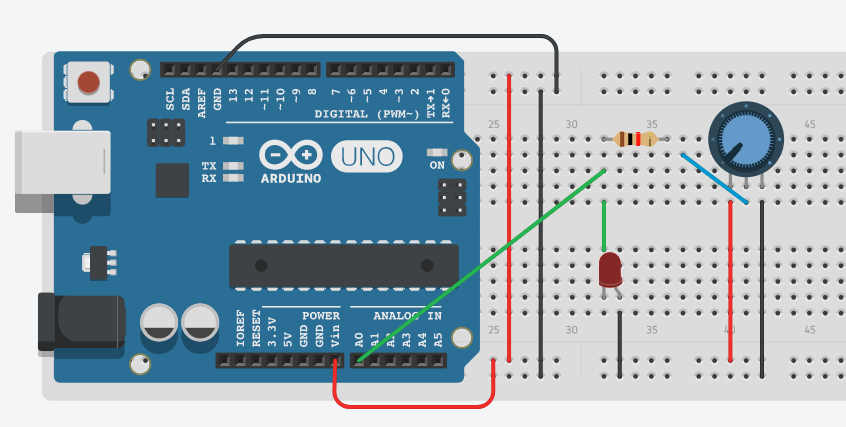 SCL
SDA
AREF
GND
13
12
~11
~10
~9
8
7
~6
~5
4
~3
2
TX→1
RX←0
DIGITAL (PWM~)
1
TX
RX
UNO
ARDUINO
ON
25
30
35
45
IOREF
RESET
3.3V
5V
GND
GND
Vin
POWER
ANALOG IN
A0
A1
A2
A3
A4
A5
25
30
35
40
45